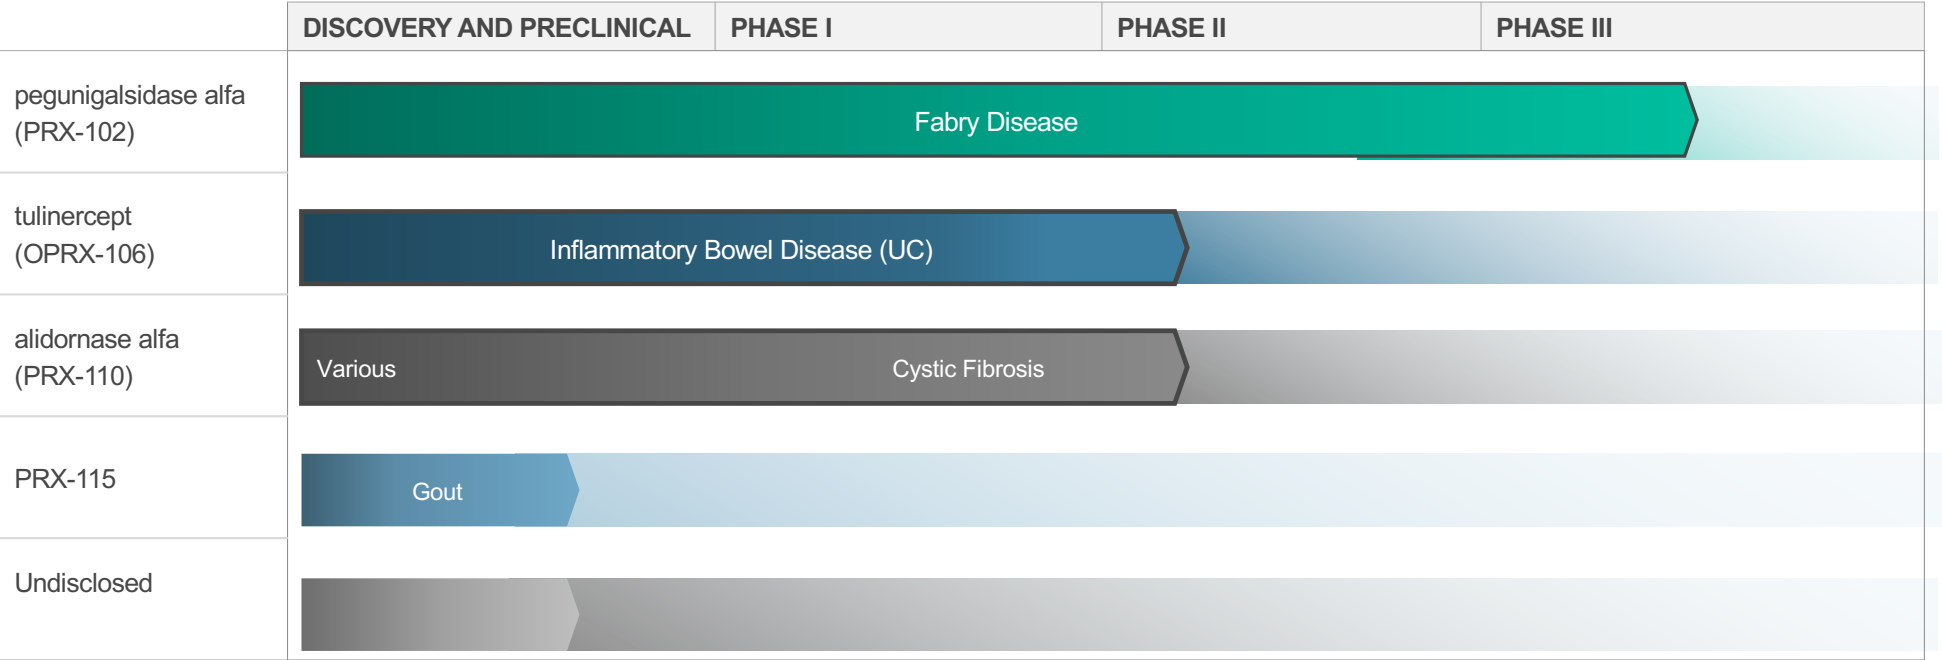 DISCOVERY AND PRECLINICAL PHASE I PHASE II PHASE III
pegunigalsidase alfa
(PRX-102)
Fabry Disease
tulinercept
(OPRX-106)
Inflammatory Bowel Disease (UC)
alidornase alfa
(PRX-110)
Various Cystic Fibrosis
PRX-115
Gout
Undisclosed